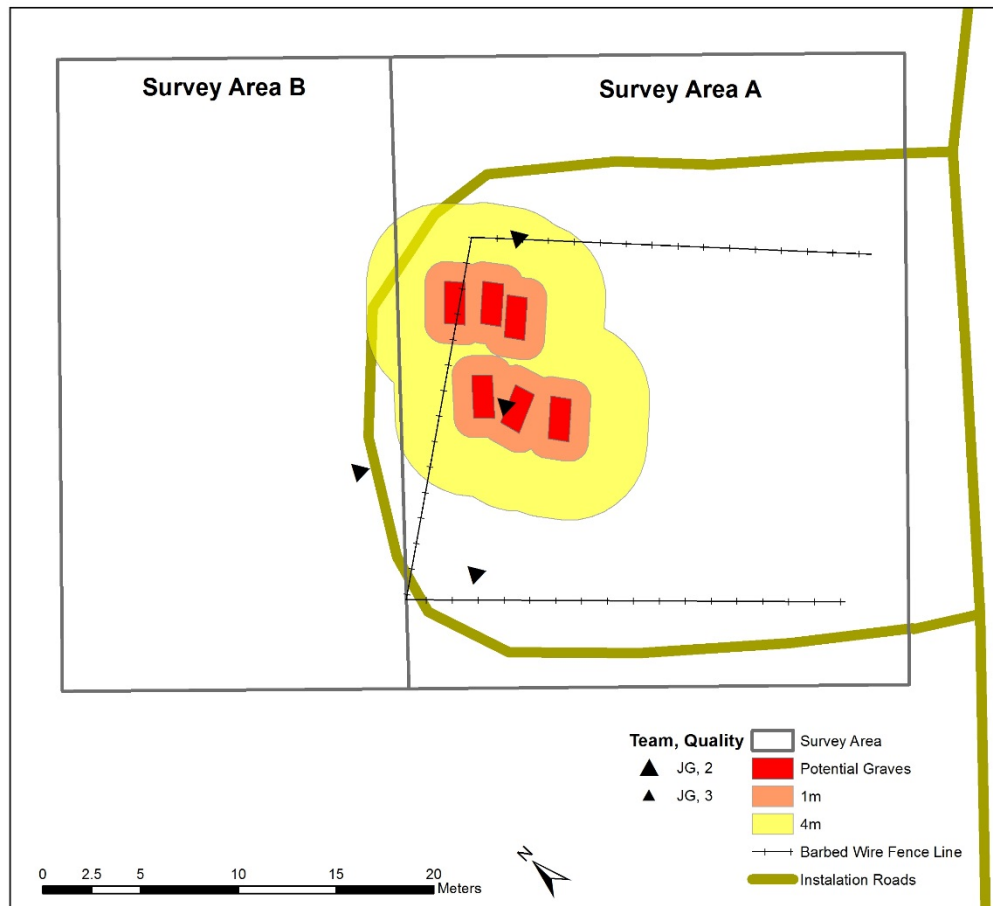 Survey Area B
Survey Area A
Team, Quality
JG, 2
JG, 3
Survey Area
Potential Graves
1m
4m
Barbed Wire Fence Line
Instalation Roads
N
0 2.5 5 10 15 20
Meters